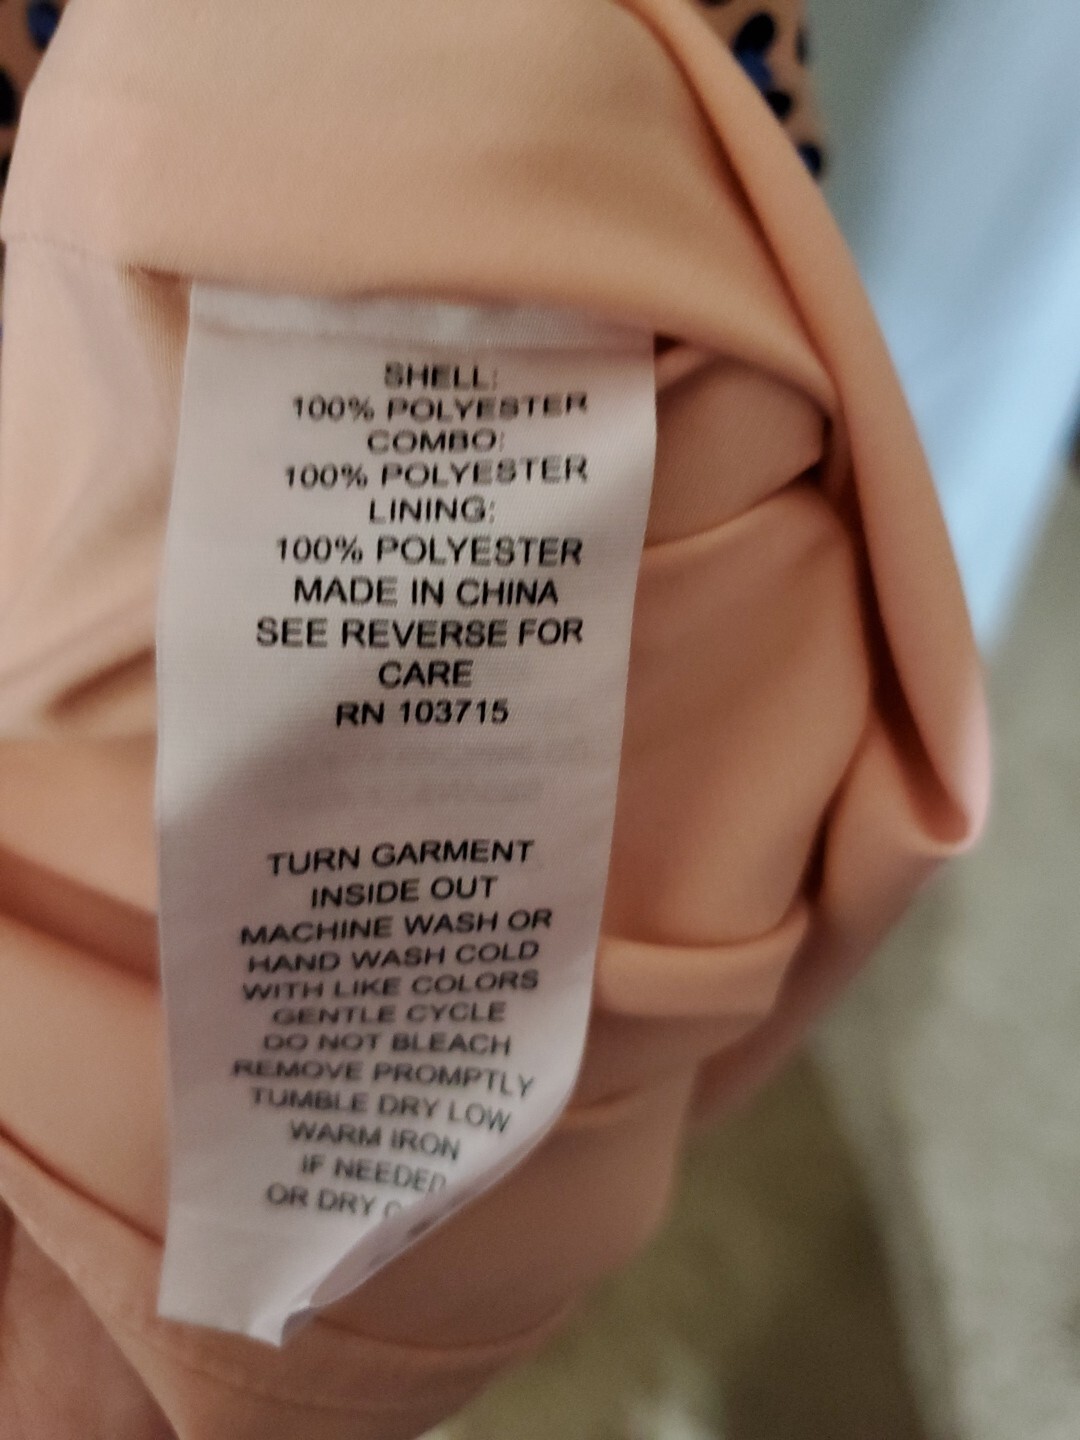 SHELL:
100% POLYESTER
COMBO:
100% POLYESTER
LINING:
100% POLYESTER
MADE IN CHINA
SEE REVERSE FOR
CARE
RN 103715
TURN GARMENT
INSIDE OUT
MACHINE WASH OR
HAND WASH COLD
WITH LIKE COLORS
GENTLE CYCLE
DO NOT BLEACH
REMOVE PROMPTLY
TUMBLE DRY LOW
WARM IRON
IF NEEDED
OR DRY